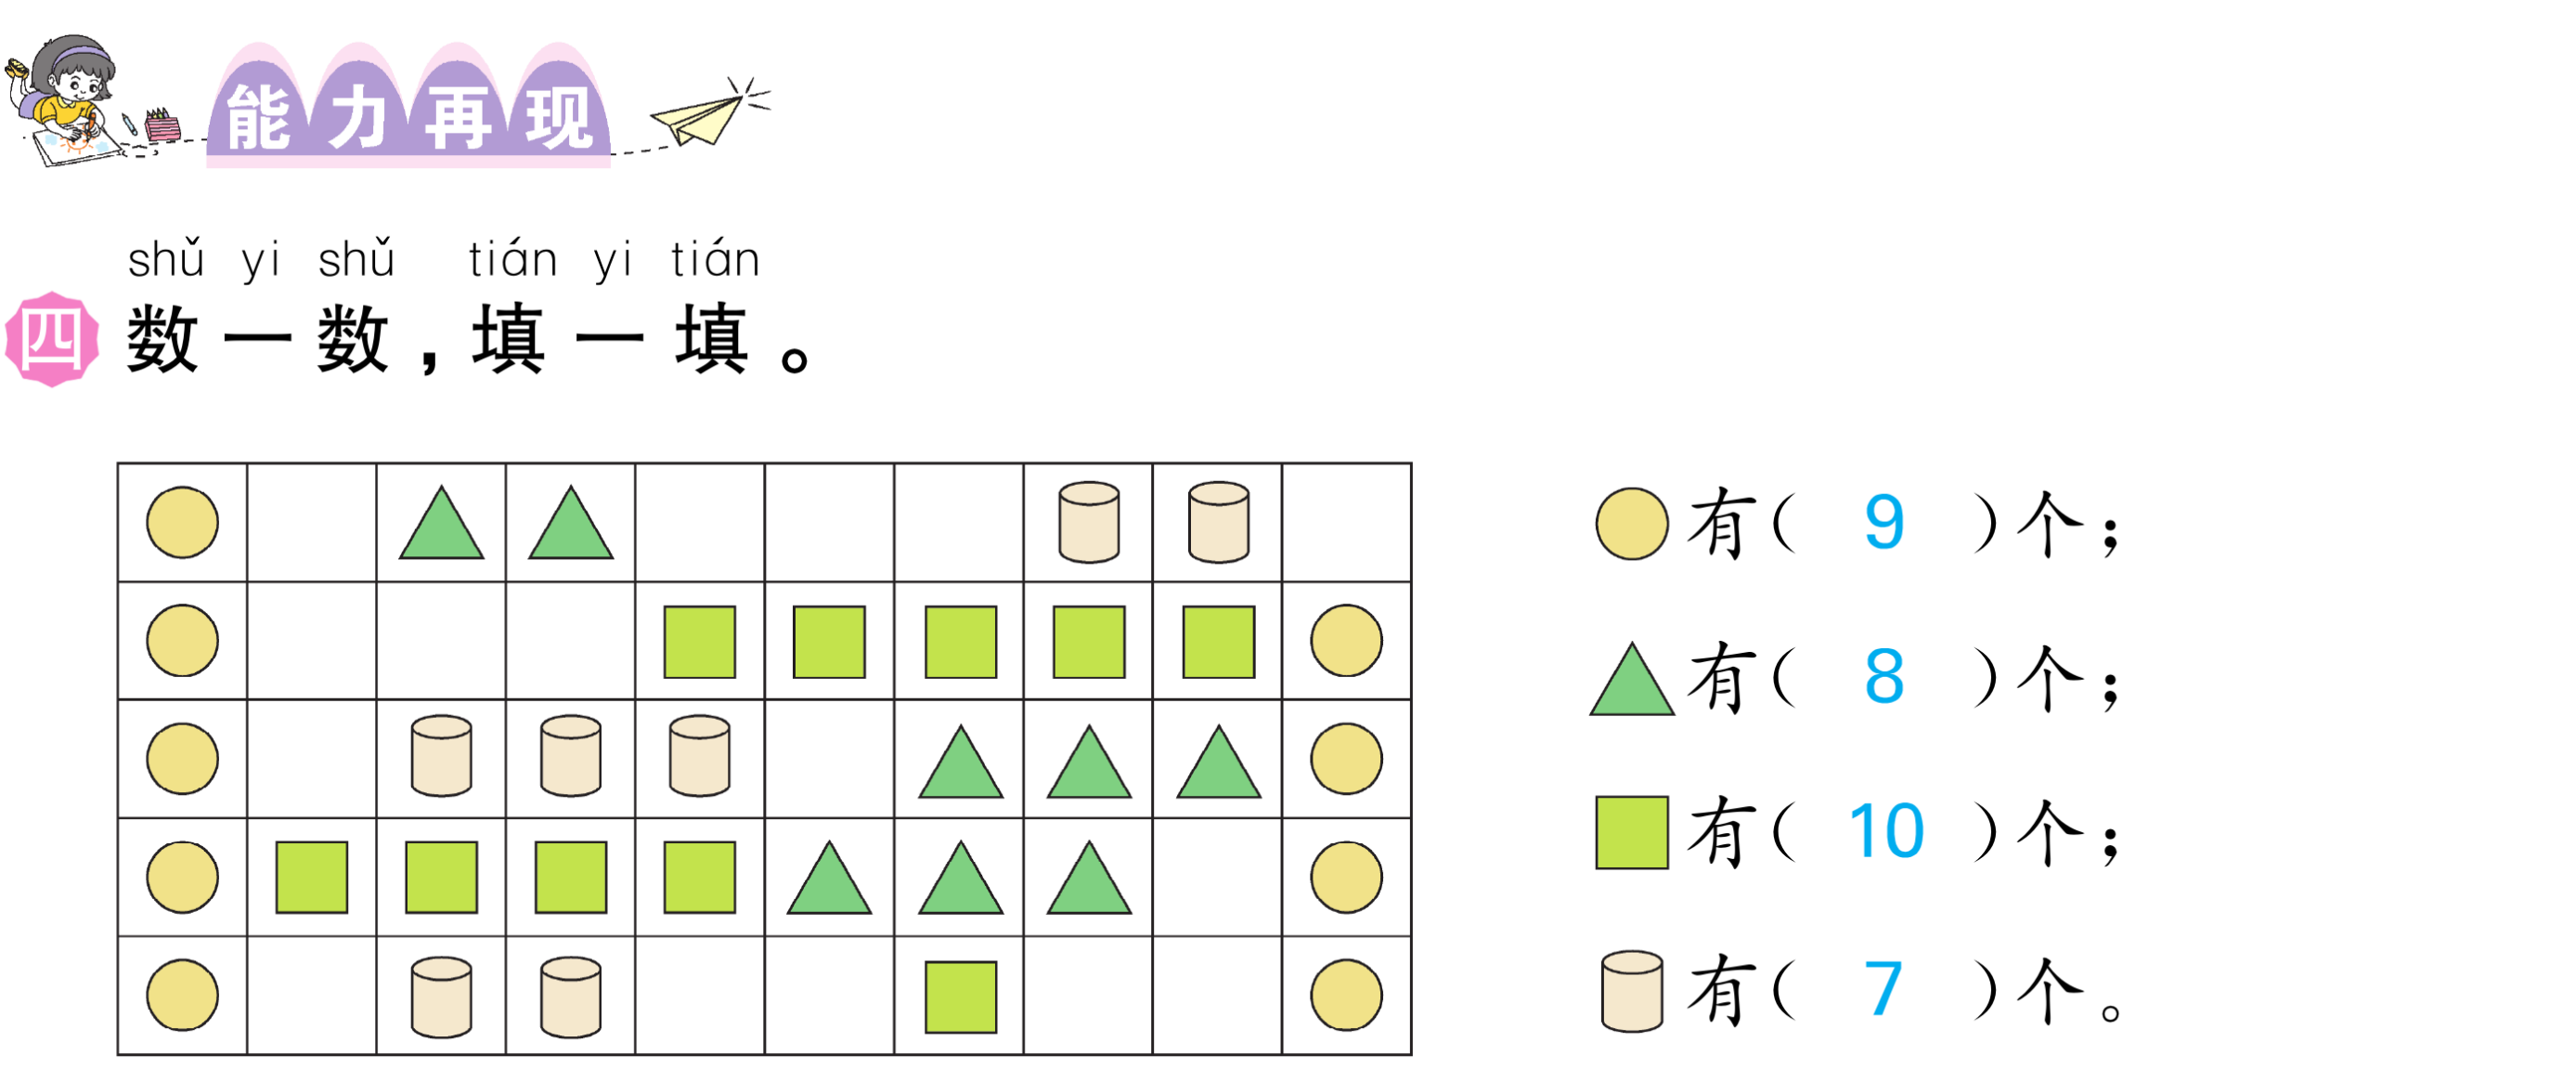 能力再现
shǔ yi shǔ tián yi tián
四 数一数，填一填。
有（ 9 ）个；
有（ 8 ）个；
有（ 10 ）个；
有（ 7 ）个。